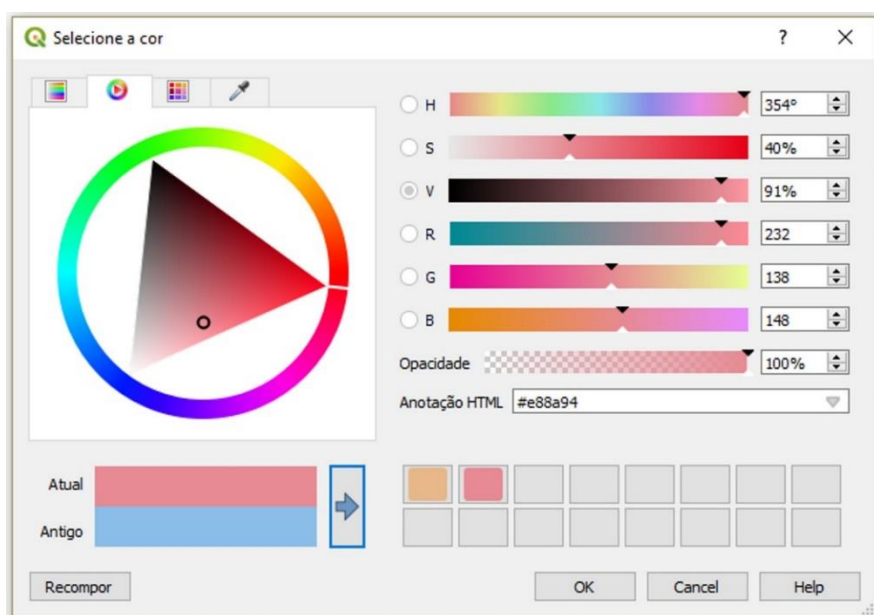 Selecione a cor
?
H 354°
S 40%
V 91%
R 232
G 138
B 148
Opacidade 100%
Anotação HTML #e88a94
Atual
Antigo
Recompor OK Cancel Help